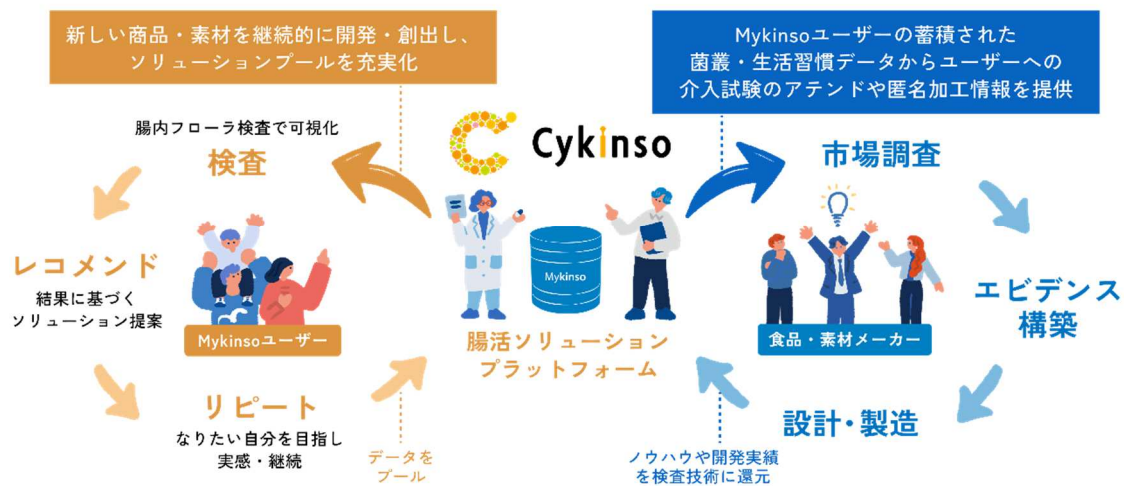 新しい商品・素材を継続的に開発・創出し、
ソリューションプールを充実化
Mykinsoユーザーの蓄積された
菌叢・生活習慣データからユーザーへの
介入試験のアテンドや匿名加工情報を提供
腸内フローラ検査で可視化
検査
Cykinso
市場調査
レコメンド
結果に基づく
ソリューション提案
Mykinsoユーザー
Mykinso
腸活ソリューション
プラットフォーム
食品・素材メーカー
エビデンス
構築
リピート
なりたい自分を目指し
実感・継続
データを
プール
設計・製造
ノウハウや開発実績
を検査技術に還元